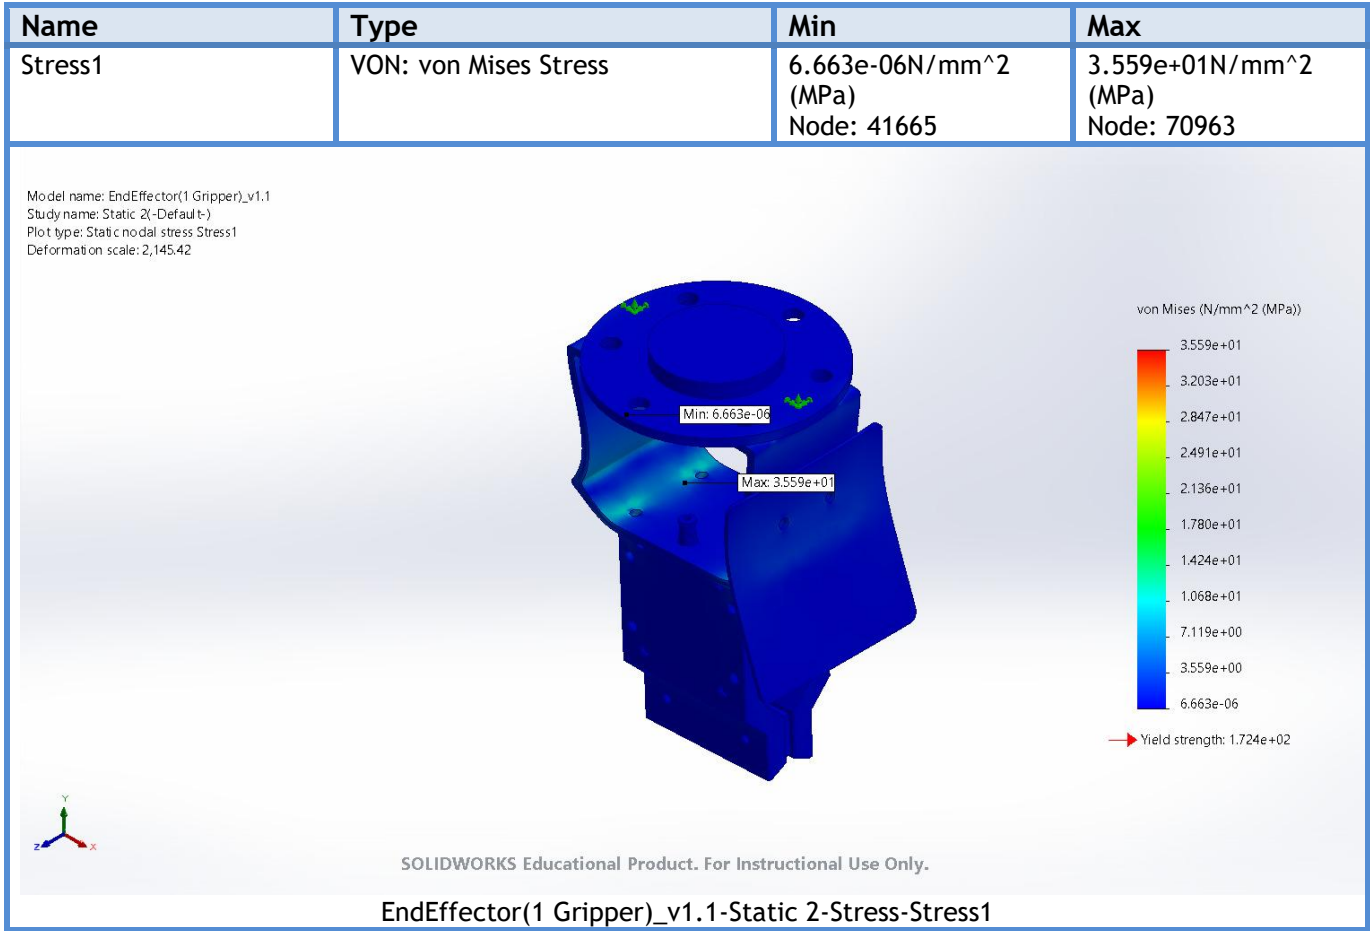 Name Type Min Max
Stress1 VON: von Mises Stress 6.663e-06N/mm^2 3.559e+01N/mm^2
(MPa) (MPa)
Node: 41665 Node: 70963
Model name: EndEffector(1 Gripper)_v1.1
Study name: Static 2(-Default-)
Plot type: Static nodal stress Stress1
Deformation scale: 2,145.42
von Mises (N/mm^2 (MPa))
3.559e+01
3.203e+01
2.847e+01
2.491e+01
2.136e+01
1.780e+01
1.424e+01
1.068e+01
7.119e+00
3.559e+00
6.663e-06
Yield strength: 1.724e+02
Min: 6.663e-06
Max: 3.559e+01
Y
Z X
SOLIDWORKS Educational Product. For Instructional Use Only.
EndEffector(1 Gripper)_v1.1-Static 2-Stress-Stress1